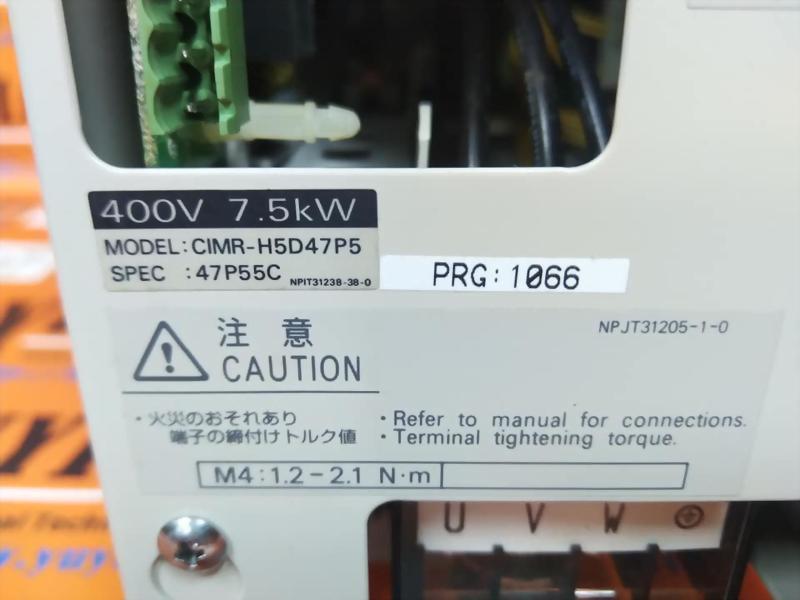 400V 7.5kW
MODEL:CIMR-H5D47P5
SPEC :47P55C NPIT31238-38-0
PRG:1066
NPJT31205-1-0
注 意
CAUTION
・火災のおそれあり
端子の締付けトルク値
・Refer to manual for connections.
・Terminal tightening torque.
M4:1.2-2.1 N·m
U V W